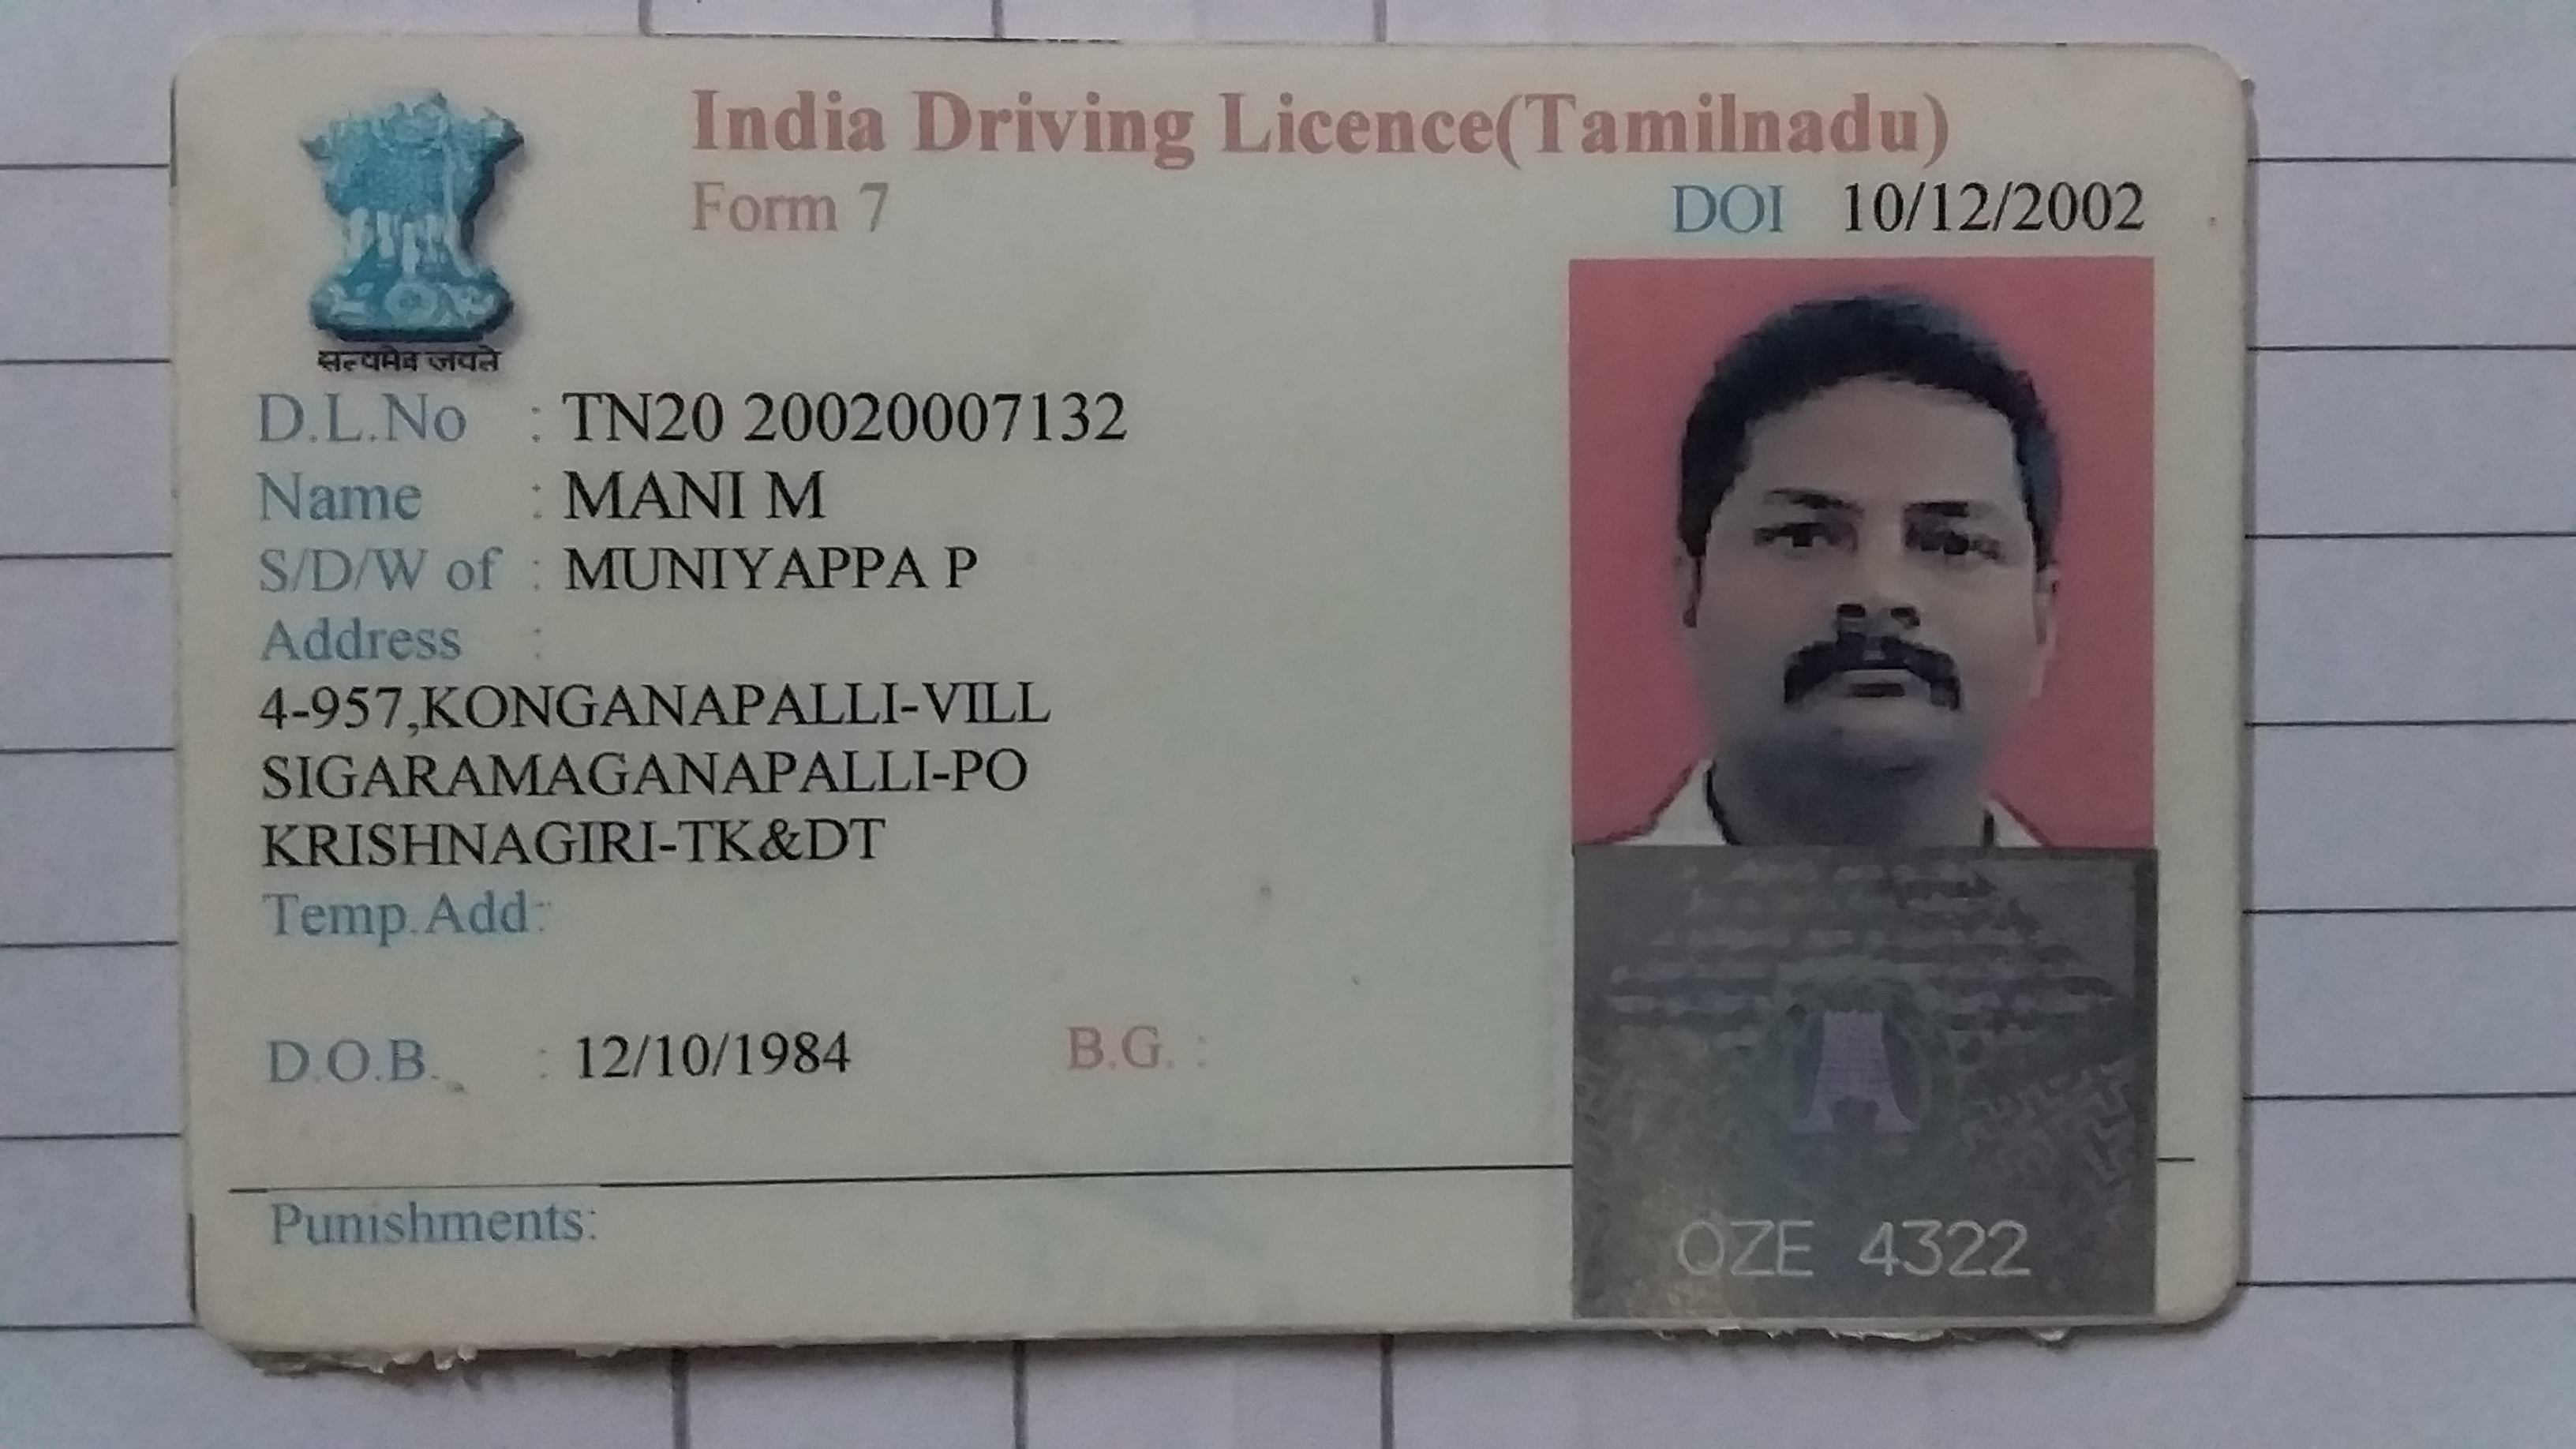 India Driving Licence(Tamilnadu)
Form 7
DOI 10/12/2002
सत्यमेव जयते
D.L.No : TN20 20020007132
Name : MANI M
S/D/W of : MUNIYAPPA P
Address :
4-957,KONGANAPALLI-VILL
SIGARAMAGANAPALLI-PO
KRISHNAGIRI-TK&DT
Temp.Add:
D.O.B. : 12/10/1984 B.G. :
Punishments:
OZE 4322